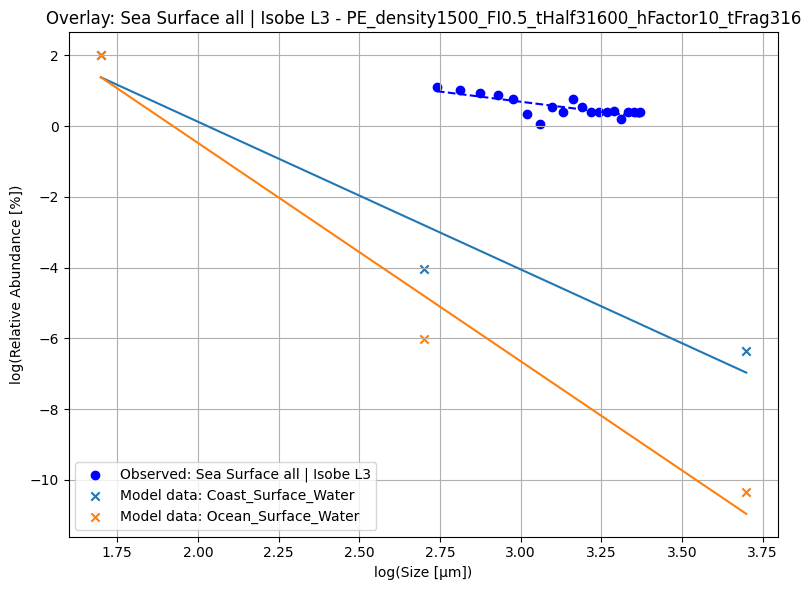 Overlay: Sea Surface all | Isobe L3 - PE_density1500_FI0.5_tHalf31600_hFactor10_tFrag316
log(Relative Abundance [%])
2
0
−2
−4
−6
−8
−10
Observed: Sea Surface all | Isobe L3
Model data: Coast_Surface_Water
Model data: Ocean_Surface_Water
1.75 2.00 2.25 2.50 2.75 3.00 3.25 3.50 3.75
log(Size [µm])